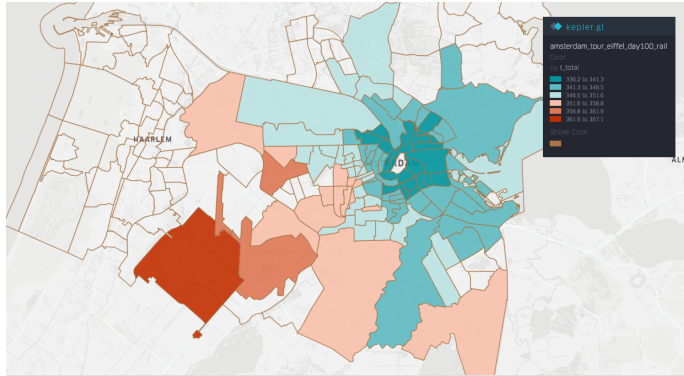 kepler.gl
amsterdam_tour_eiffel_day100_rail
Color
by t_total
336.2 to 341.3
341.3 to 346.5
346.5 to 351.6
351.6 to 356.8
356.8 to 361.9
361.9 to 367.1
Stroke Color
HAARLEM
ERDAM
ALM